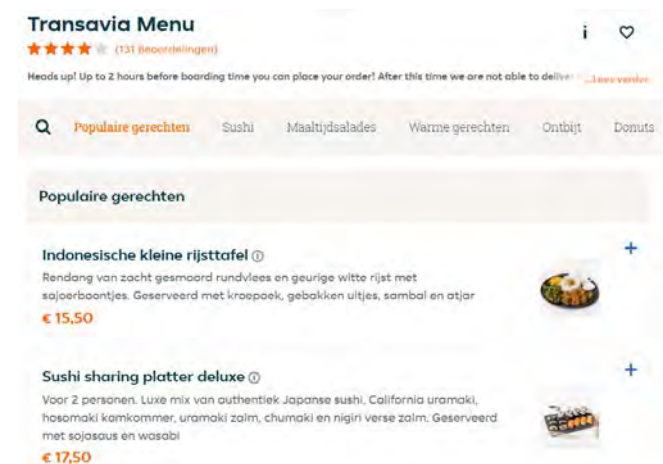 Transavia Menu
i
(131 Beoordelingen)
Heads up! Up to 2 hours before boarding time you can place your order! After this time we are not able to deliver ...Lees verder
Populaire gerechten Sushi Maaltijdsalades Warme gerechten Ontbijt Donuts
Populaire gerechten
Indonesische kleine rijsttafel
Rendang van zacht gesmoord rundvlees en geurige witte rijst met
sajoerboontjes. Geserveerd met kroepoek, gebakken uitjes, sambal en atjar
€ 15,50
Sushi sharing platter deluxe
Voor 2 personen. Luxe mix van authentiek Japanse sushi, California uramaki,
hosomaki komkommer, uramaki zalm, chumaki en nigiri verse zalm. Geserveerd
met sojasaus en wasabi
€ 17,50